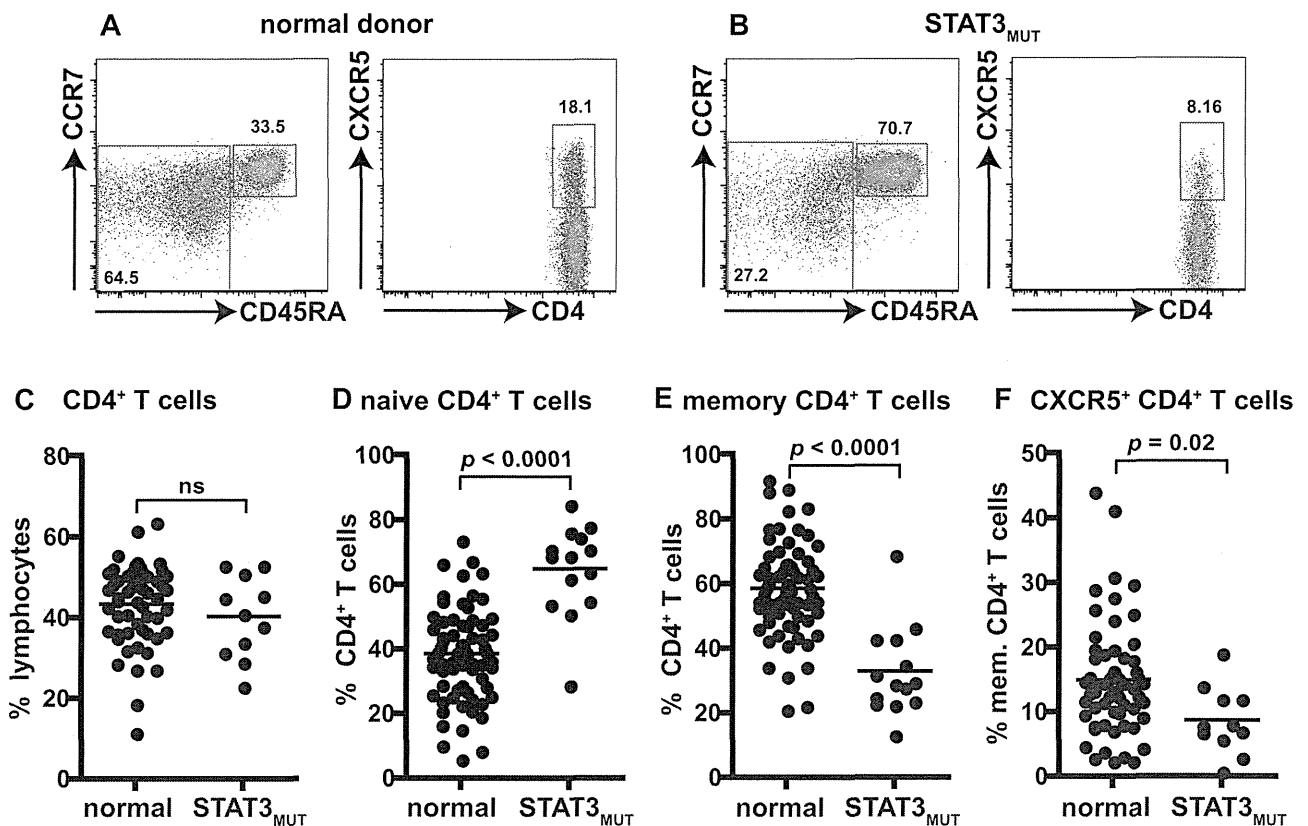 A normal donor
B STAT3MUT
CCR7
33.5
64.5
CD45RA
CXCR5
18.1
CD4
CCR7
70.7
27.2
CD45RA
CXCR5
8.16
CD4
C CD4+ T cells
% lymphocytes
80
60
40
20
0
ns
normal STAT3MUT
D naive CD4+ T cells
% CD4+ T cells
100
80
60
40
20
0
p < 0.0001
normal STAT3MUT
E memory CD4+ T cells
% CD4+ T cells
100
80
60
40
20
0
p < 0.0001
normal STAT3MUT
F CXCR5+ CD4+ T cells
% mem. CD4+ T cells
50
40
30
20
10
0
p = 0.02
normal STAT3MUT